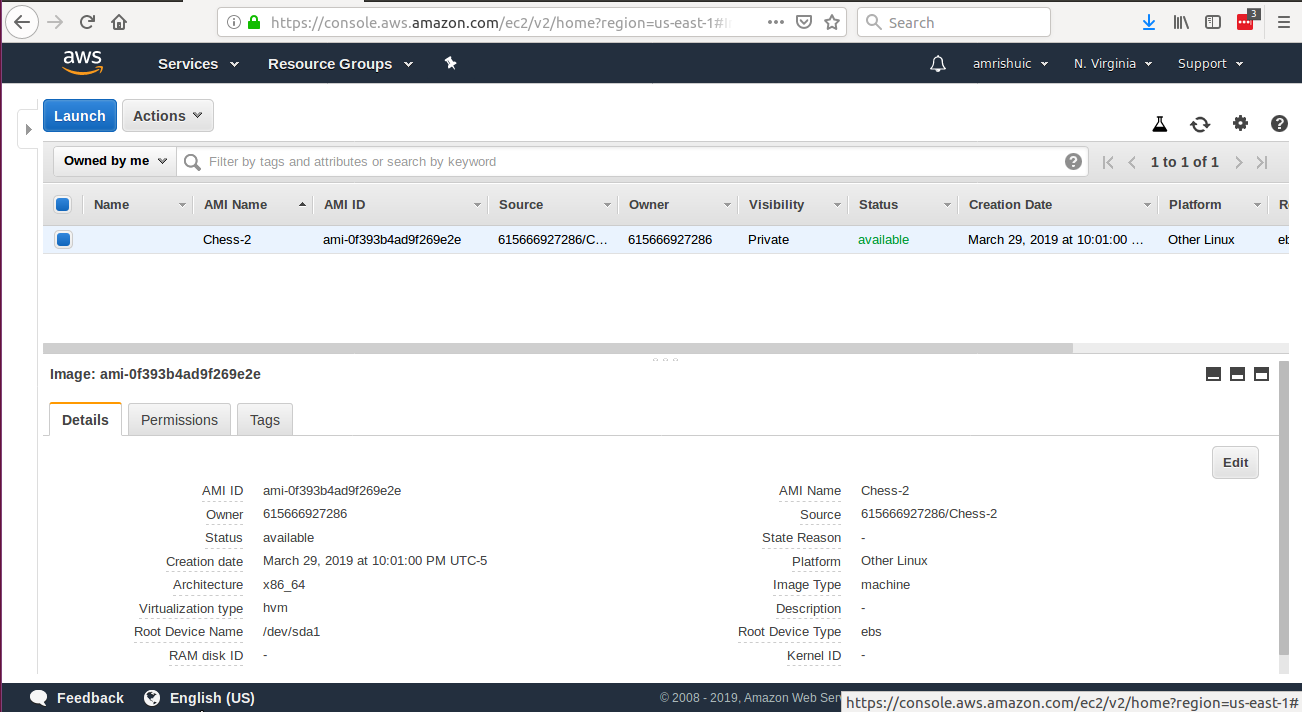 https://console.aws.amazon.com/ec2/v2/home?region=us-east-1# Search 3
aws Services Resource Groups amrishuic N. Virginia Support
Launch Actions
Owned by me Filter by tags and attributes or search by keyword 1 to 1 of 1
Name AMI Name AMI ID Source Owner Visibility Status Creation Date Platform
Chess-2 ami-0f393b4ad9f269e2e 615666927286/C… 615666927286 Private available March 29, 2019 at 10:01:00 … Other Linux
Image: ami-0f393b4ad9f269e2e
Details Permissions Tags
Edit
AMI ID ami-0f393b4ad9f269e2e AMI Name Chess-2
Owner 615666927286 Source 615666927286/Chess-2
Status available State Reason -
Creation date March 29, 2019 at 10:01:00 PM UTC-5 Platform Other Linux
Architecture x86_64 Image Type machine
Virtualization type hvm Description -
Root Device Name /dev/sda1 Root Device Type ebs
RAM disk ID - Kernel ID -
Feedback English (US) © 2008 - 2019, Amazon Web https://console.aws.amazon.com/ec2/v2/home?region=us-east-1#